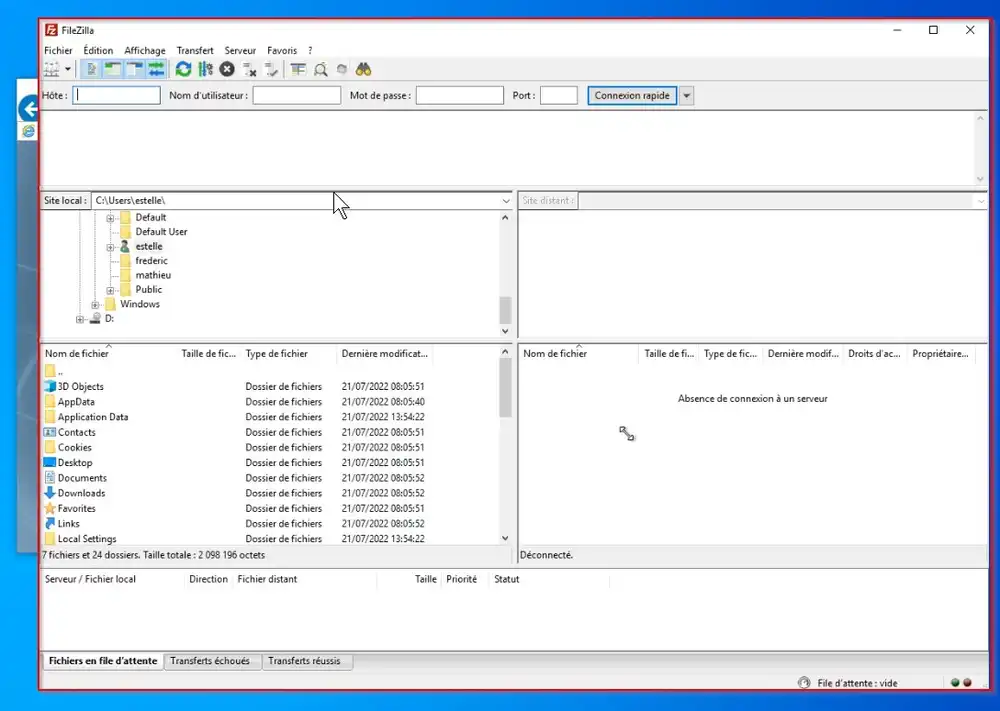 FileZilla
Fichier Édition Affichage Transfert Serveur Favoris ?
Hôte : Nom d'utilisateur : Mot de passe : Port : Connexion rapide
Site local : C:\Users\estelle\ Site distant :
Default
Default User
estelle
frederic
mathieu
Public
Windows
D:
Nom de fichier Taille de fic... Type de fichier Dernière modificat... Nom de fichier Taille de fi... Type de fic... Dernière modif... Droits d'ac... Propriétaire...
..
3D Objects Dossier de fichiers 21/07/2022 08:05:51
Absence de connexion à un serveur
AppData Dossier de fichiers 21/07/2022 08:05:40
Application Data Dossier de fichiers 21/07/2022 13:54:22
Contacts Dossier de fichiers 21/07/2022 08:05:51
Cookies Dossier de fichiers 21/07/2022 08:05:51
Desktop Dossier de fichiers 21/07/2022 08:05:51
Documents Dossier de fichiers 21/07/2022 08:05:52
Downloads Dossier de fichiers 21/07/2022 08:05:52
Favorites Dossier de fichiers 21/07/2022 08:05:51
Links Dossier de fichiers 21/07/2022 08:05:52
Local Settings Dossier de fichiers 21/07/2022 13:54:22
7 fichiers et 24 dossiers. Taille totale : 2 098 196 octets Déconnecté.
Serveur / Fichier local Direction Fichier distant Taille Priorité Statut
Fichiers en file d'attente Transferts échoués Transferts réussis
File d'attente : vide